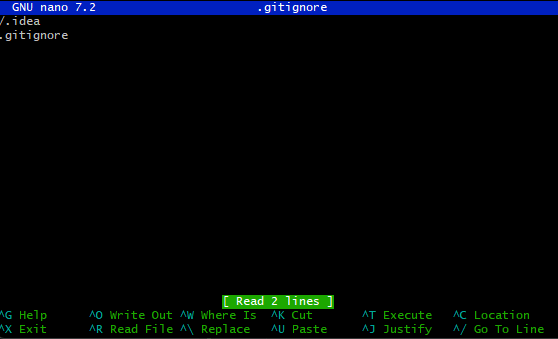 GNU nano 7.2 .gitignore
/.idea
.gitignore
[ Read 2 lines ]
^G Help ^O Write Out ^W Where Is ^K Cut ^T Execute ^C Location
^X Exit ^R Read File ^\ Replace ^U Paste ^J Justify ^/ Go To Line